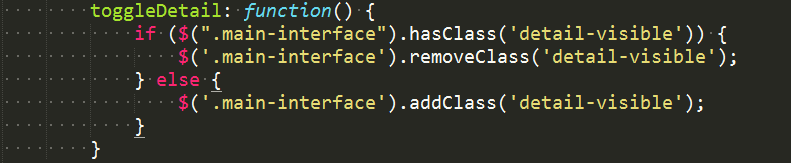 toggleDetail: function() {
if ($(".main-interface").hasClass('detail-visible')) {
$('.main-interface').removeClass('detail-visible');
} else {
$('.main-interface').addClass('detail-visible');
}
}